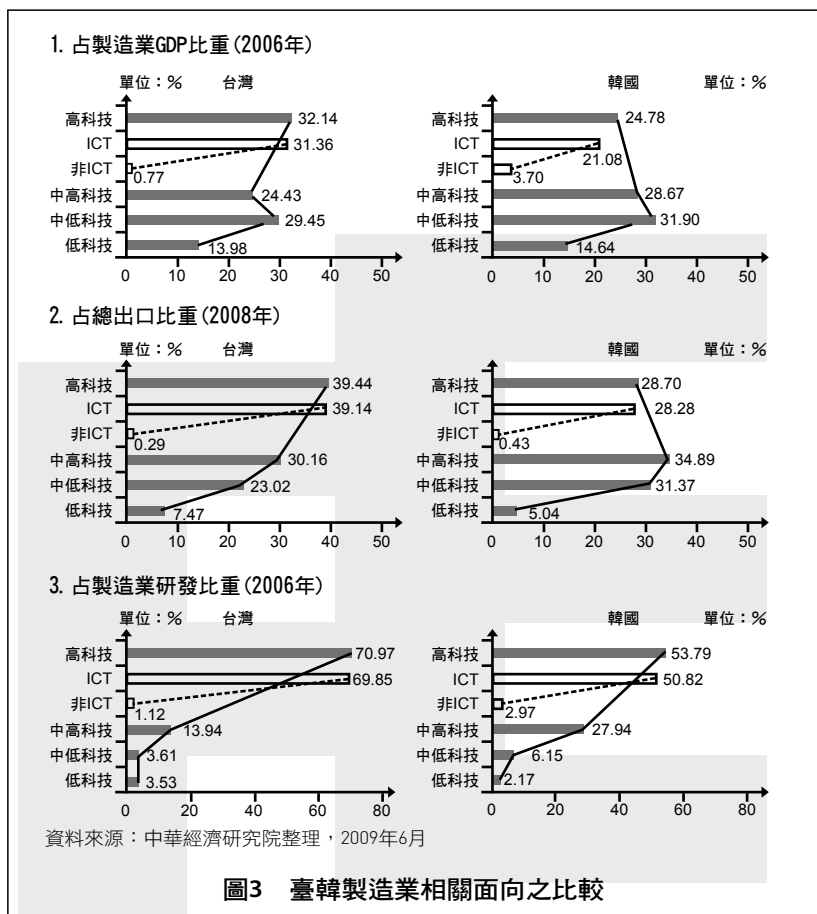 1. 占製造業GDP比重(2006年)
單位：% 台灣
高科技 32.14
ICT 31.36
非ICT 0.77
中高科技 24.43
中低科技 29.45
低科技 13.98
0 10 20 30 40 50
韓國 單位：%
高科技 24.78
ICT 21.08
非ICT 3.70
中高科技 28.67
中低科技 31.90
低科技 14.64
0 10 20 30 40 50
2. 占總出口比重(2008年)
單位：% 台灣
高科技 39.44
ICT 39.14
非ICT 0.29
中高科技 30.16
中低科技 23.02
低科技 7.47
0 10 20 30 40 50
韓國 單位：%
高科技 28.70
ICT 28.28
非ICT 0.43
中高科技 34.89
中低科技 31.37
低科技 5.04
0 10 20 30 40 50
3. 占製造業研發比重(2006年)
單位：% 台灣
高科技 70.97
ICT 69.85
非ICT 1.12
中高科技 13.94
中低科技 3.61
低科技 3.53
0 20 40 60 80
韓國 單位：%
高科技 53.79
ICT 50.82
非ICT 2.97
中高科技 27.94
中低科技 6.15
低科技 2.17
0 20 40 60 80
資料來源：中華經濟研究院整理，2009年6月
圖3 臺韓製造業相關面向之比較